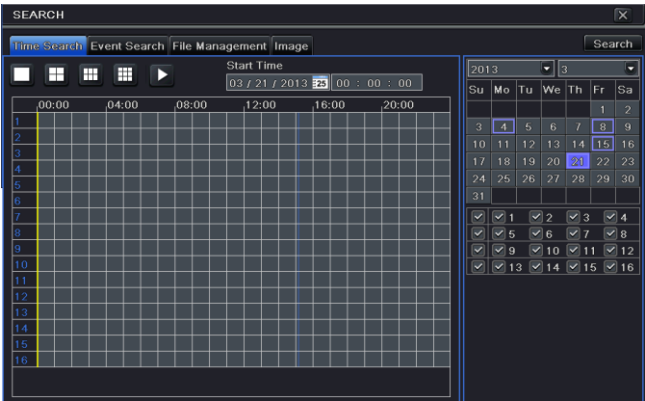 SEARCH
Time Search Event Search File Management Image Search
Start Time
03 / 21 / 2013 25 00 : 00 : 00
00:00 04:00 08:00 12:00 16:00 20:00
1
2
3
4
5
6
7
8
9
10
11
12
13
14
15
16
2013 3
Su Mo Tu We Th Fr Sa
1 2
3 4 5 6 7 8 9
10 11 12 13 14 15 16
17 18 19 20 21 22 23
24 25 26 27 28 29 30
31
1 2 3 4
5 6 7 8
9 10 11 12
13 14 15 16